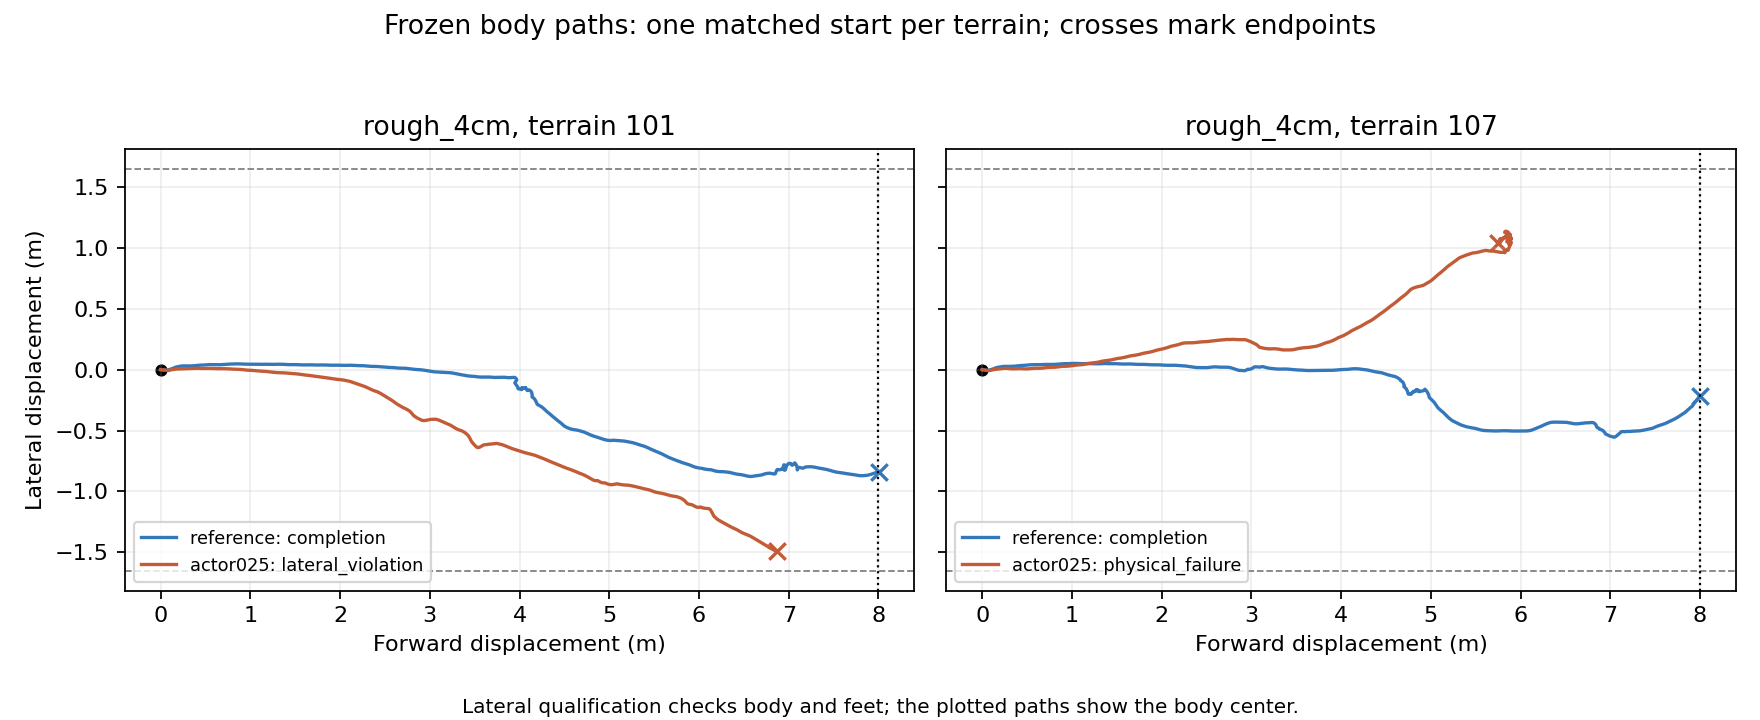 Frozen body paths: one matched start per terrain; crosses mark endpoints
rough_4cm, terrain 101
Lateral displacement (m)
1.5
1.0
0.5
0.0
−0.5
−1.0
−1.5
reference: completion
actor025: lateral_violation
0 1 2 3 4 5 6 7 8
Forward displacement (m)
rough_4cm, terrain 107
reference: completion
actor025: physical_failure
0 1 2 3 4 5 6 7 8
Forward displacement (m)
Lateral qualification checks body and feet; the plotted paths show the body center.